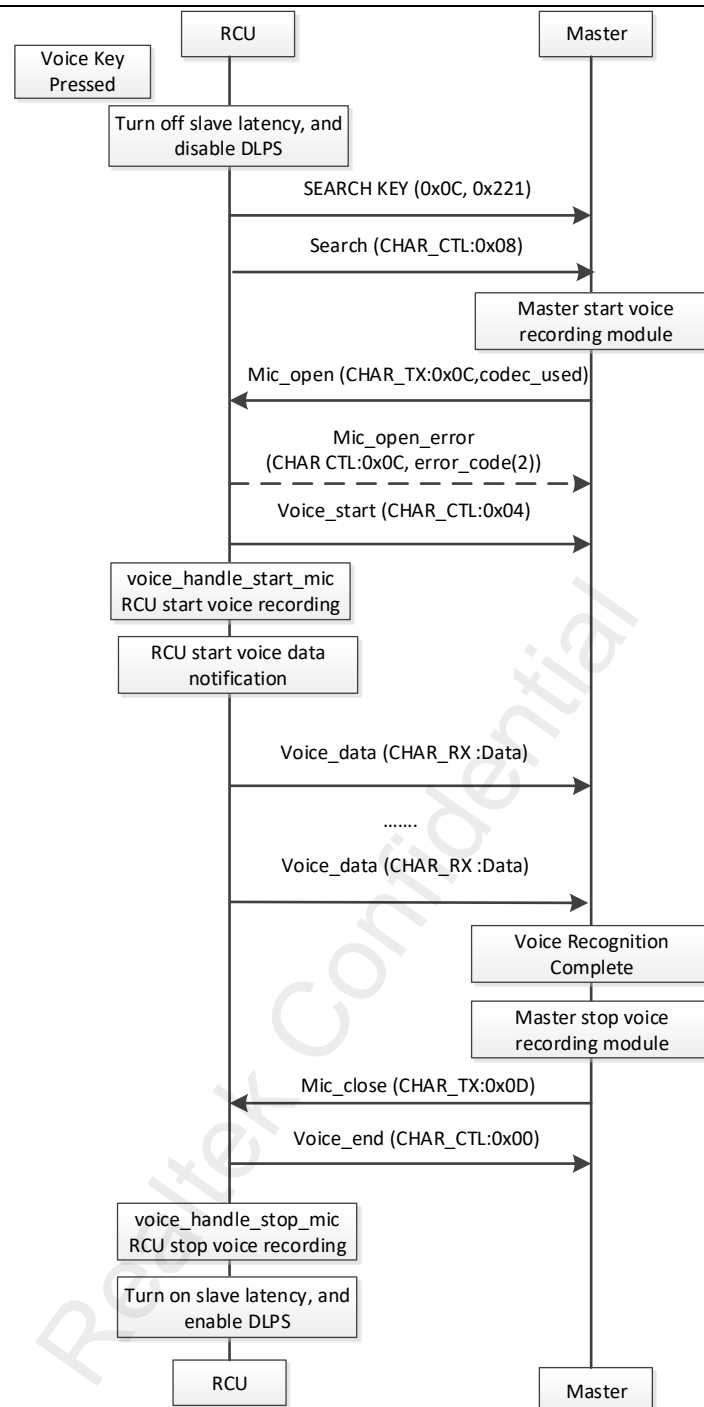 RCU
Master
Voice Key
Pressed
Turn off slave latency, and
disable DLPS
SEARCH KEY (0x0C, 0x221)
Search (CHAR_CTL:0x08)
Master start voice
recording module
Mic_open (CHAR_TX:0x0C,codec_used)
Mic_open_error
(CHAR CTL:0x0C, error_code(2))
Voice_start (CHAR_CTL:0x04)
voice_handle_start_mic
RCU start voice recording
RCU start voice data
notification
Voice_data (CHAR_RX :Data)
.......
Voice_data (CHAR_RX :Data)
Voice Recognition
Complete
Master stop voice
recording module
Mic_close (CHAR_TX:0x0D)
Voice_end (CHAR_CTL:0x00)
voice_handle_stop_mic
RCU stop voice recording
Turn on slave latency, and
enable DLPS
RCU
Master
Realtek Confidential